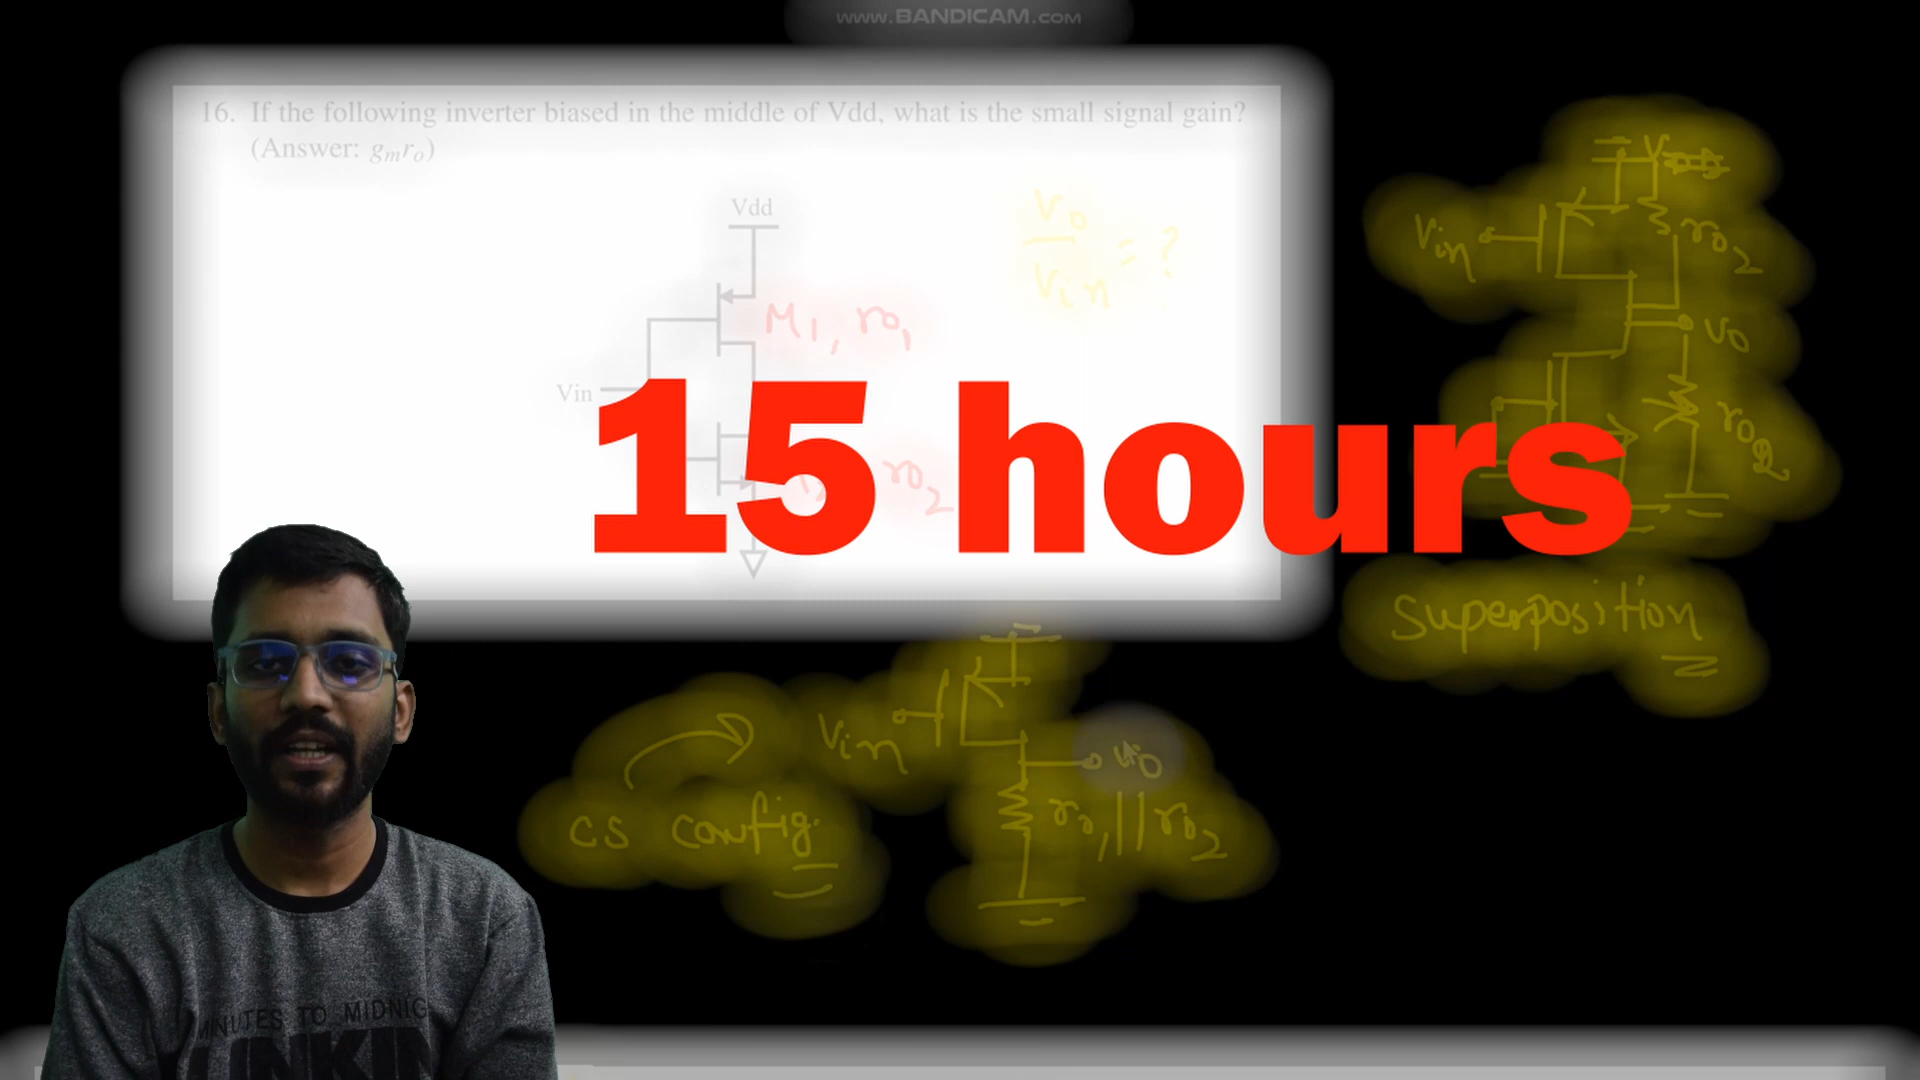 www.BANDICAM.com
16. If the following inverter biased in the middle of Vdd, what is the small signal gain?
(Answer: gmro)
Vdd
Vo
Vin
= ?
M1, ro1
Vin
ro2
15 hours
Vin
ro2
vo
Superposition
Vin
vo
CS config.
ro1 || ro2
MINUTES TO MIDNIG
LINKIN